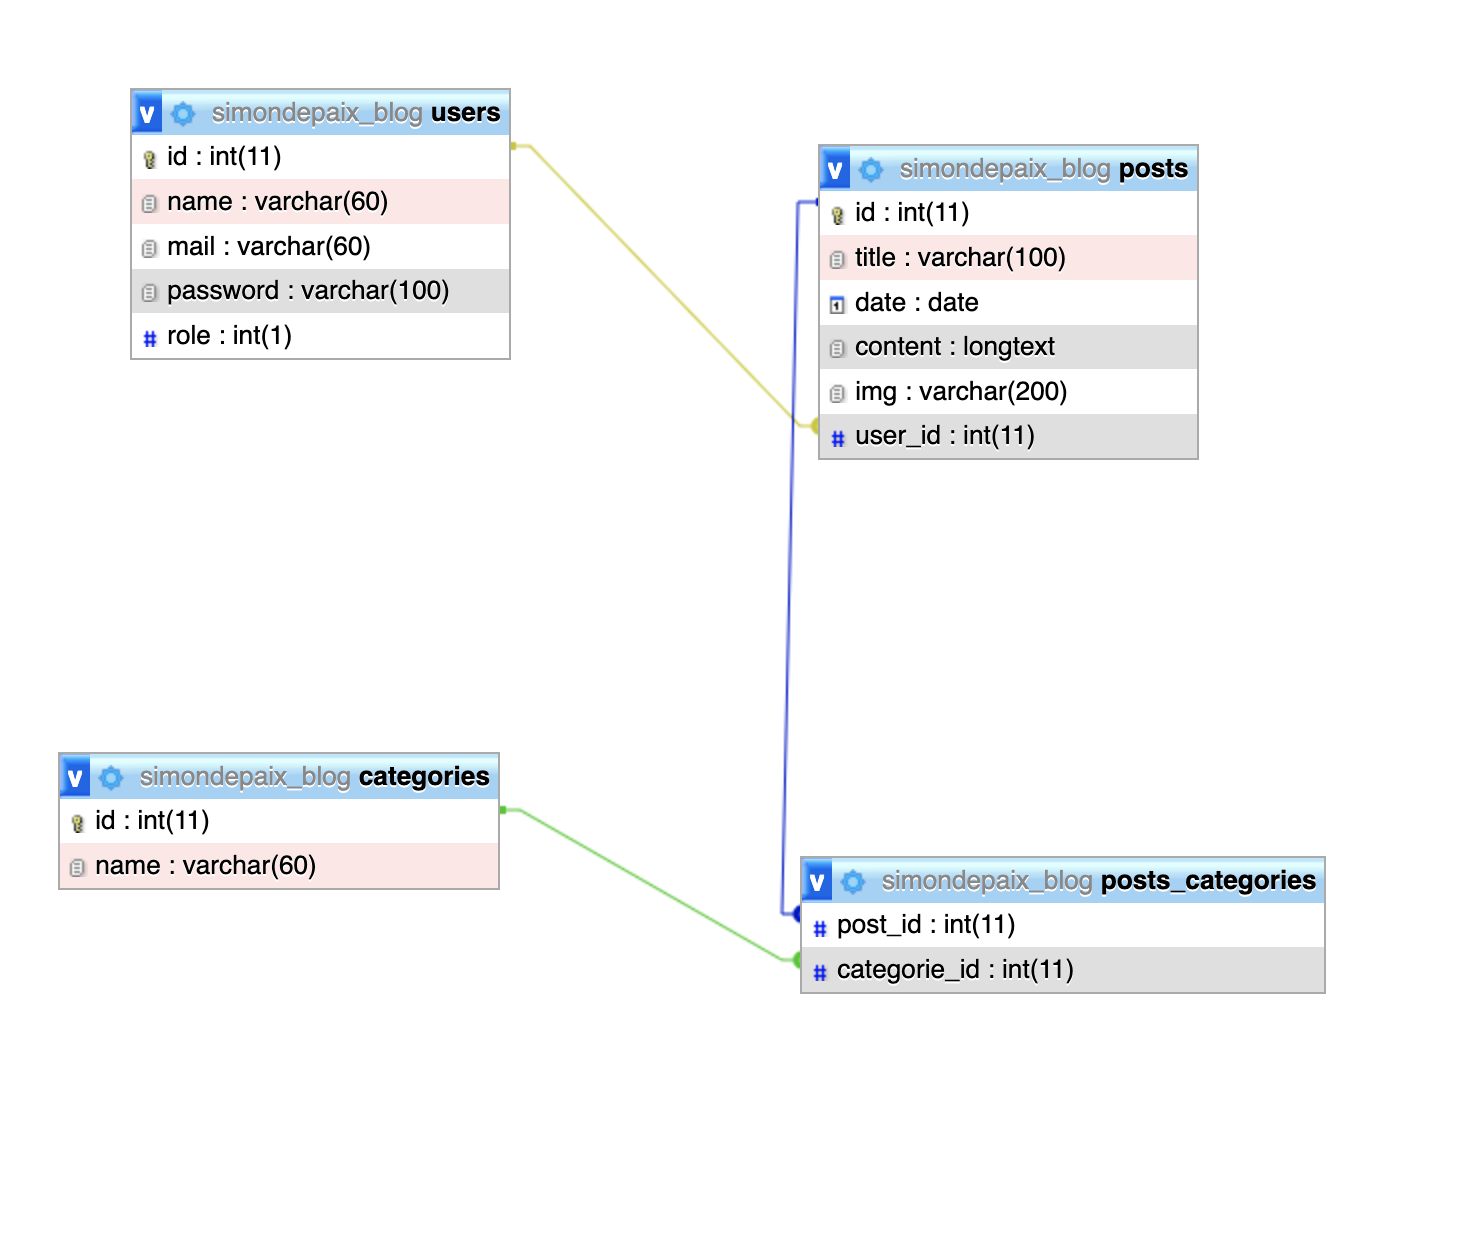 v simondepaix_blog users
id : int(11)
name : varchar(60)
mail : varchar(60)
password : varchar(100)
# role : int(1)
v simondepaix_blog posts
id : int(11)
title : varchar(100)
1 date : date
content : longtext
img : varchar(200)
# user_id : int(11)
v simondepaix_blog categories
id : int(11)
name : varchar(60)
v simondepaix_blog posts_categories
# post_id : int(11)
# categorie_id : int(11)